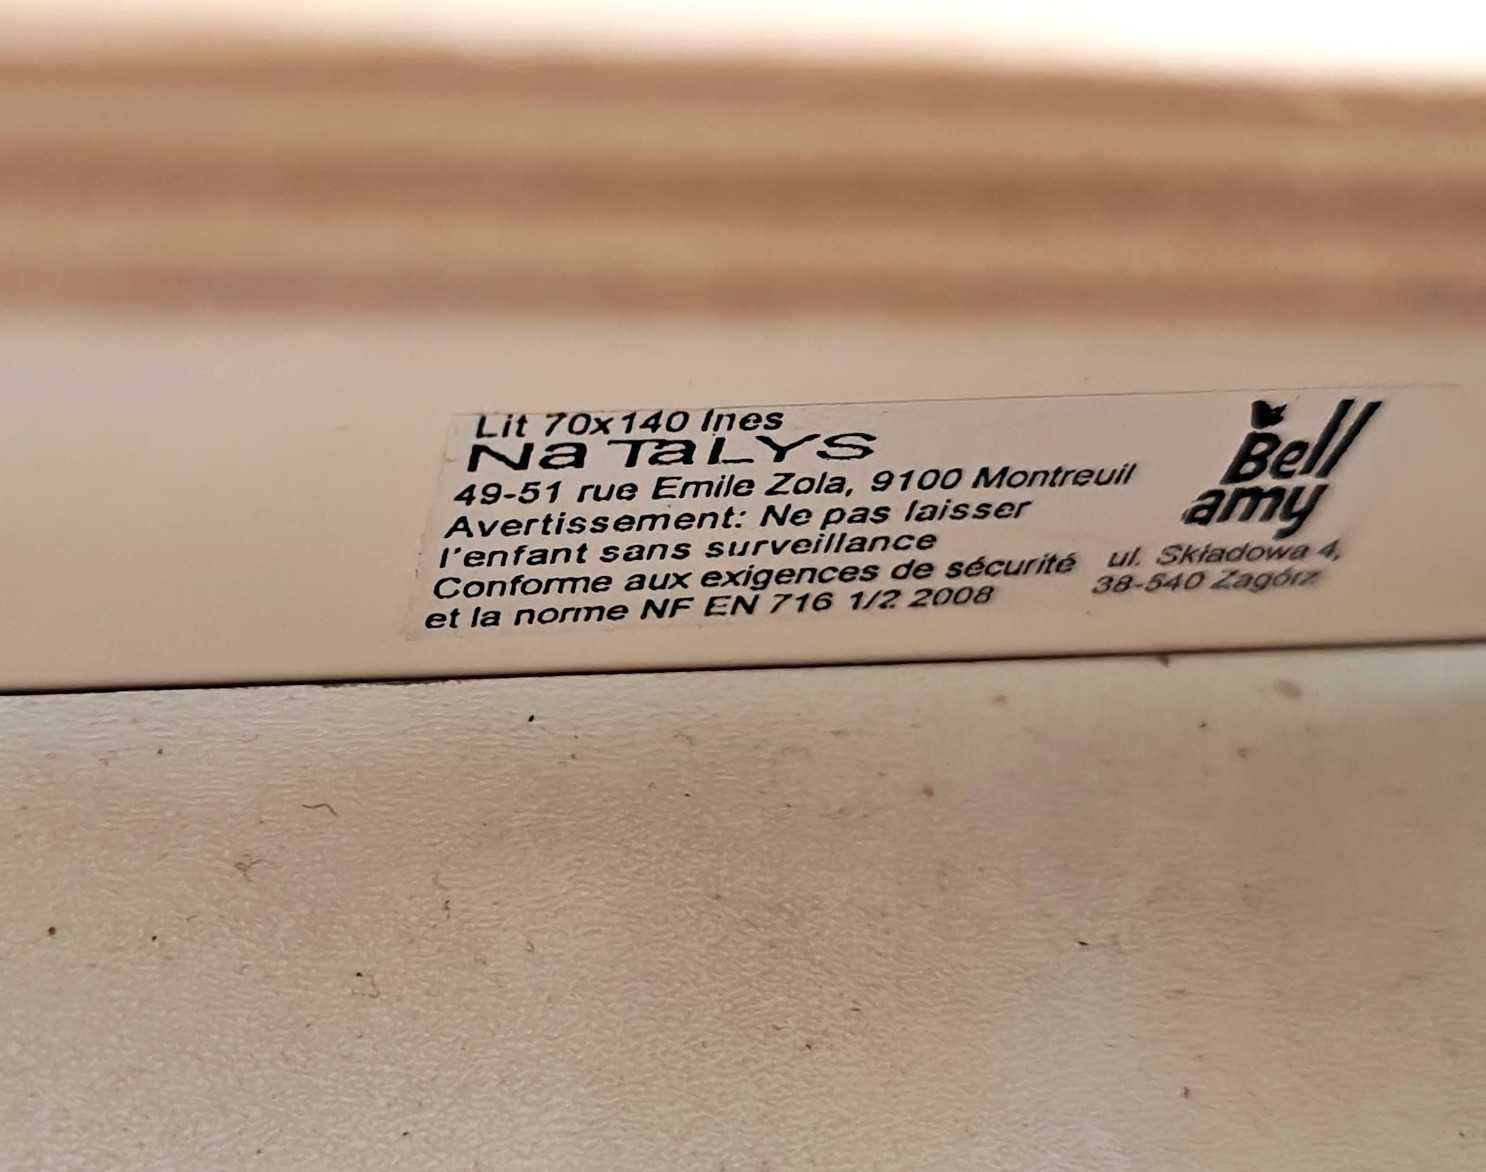 Lit 70x140 Ines
NaTaLYS
49-51 rue Emile Zola, 9100 Montreuil
Avertissement: Ne pas laisser
l'enfant sans surveillance
Conforme aux exigences de sécurité
et la norme NF EN 716 1/2 2008
Bell
amy
ul. Składowa 4,
38-540 Zagórz